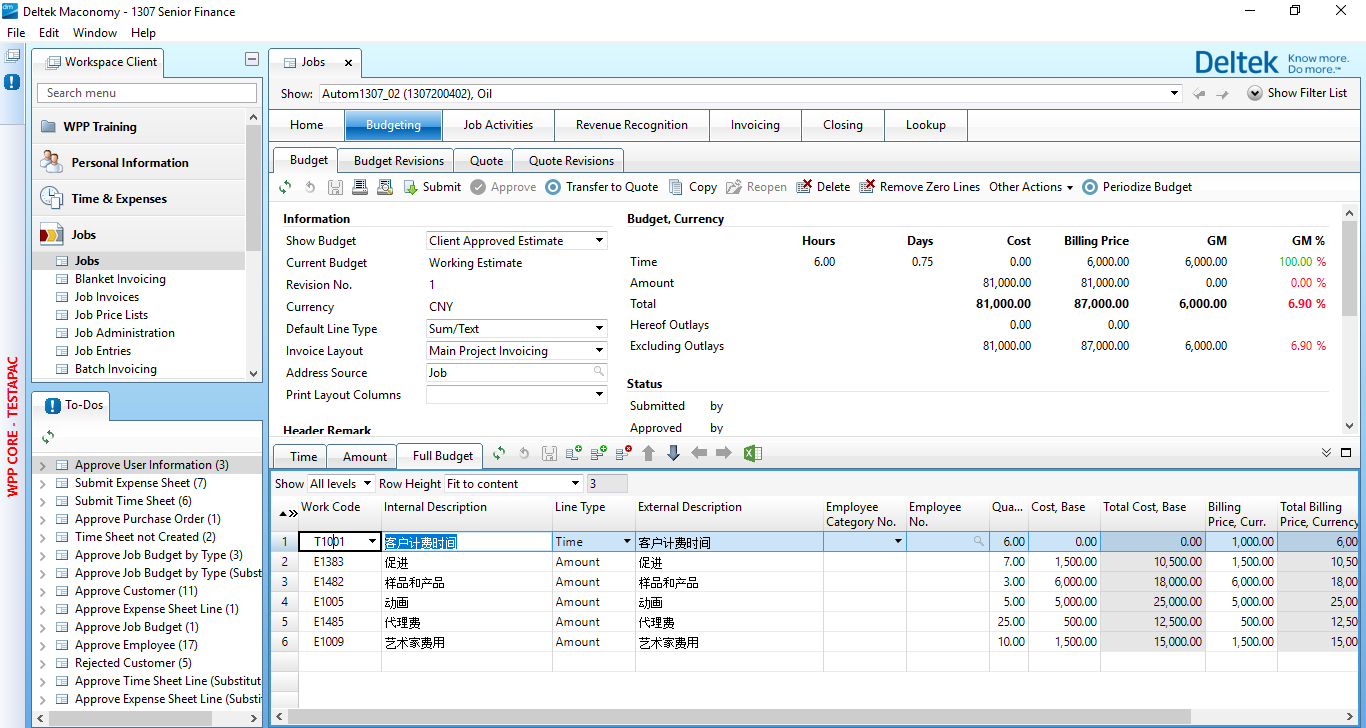 Deltek Maconomy - 1307 Senior Finance
File Edit Window Help
Workspace Client
Search menu
WPP Training
Personal Information
Time & Expenses
Jobs
Jobs
Blanket Invoicing
Job Invoices
Job Price Lists
Job Administration
Job Entries
Batch Invoicing
WPP CORE - TESTAPAC
To-Dos
Approve User Information (3)
Submit Expense Sheet (7)
Submit Time Sheet (6)
Approve Purchase Order (1)
Time Sheet not Created (2)
Approve Job Budget by Type (3)
Approve Job Budget by Type (Subst
Approve Customer (11)
Approve Expense Sheet Line (1)
Approve Job Budget (1)
Approve Employee (17)
Rejected Customer (5)
Approve Time Sheet Line (Substitut
Approve Expense Sheet Line (Substi
Jobs
Deltek Know more. Do more.™
Show: Autom1307_02 (1307200402), Oil Show Filter List
Home Budgeting Job Activities Revenue Recognition Invoicing Closing Lookup
Budget Budget Revisions Quote Quote Revisions
Submit Approve Transfer to Quote Copy Reopen Delete Remove Zero Lines Other Actions Periodize Budget
Information
Show Budget Client Approved Estimate
Current Budget Working Estimate
Revision No. 1
Currency CNY
Default Line Type Sum/Text
Invoice Layout Main Project Invoicing
Address Source Job
Print Layout Columns
Header Remark
Budget, Currency
Hours Days Cost Billing Price GM GM %
Time 6.00 0.75 0.00 6,000.00 6,000.00 100.00 %
Amount 81,000.00 81,000.00 0.00 0.00 %
Total 81,000.00 87,000.00 6,000.00 6.90 %
Hereof Outlays 0.00 0.00
Excluding Outlays 81,000.00 87,000.00 6,000.00 6.90 %
Status
Submitted by
Approved by
Time Amount Full Budget
Show All levels Row Height Fit to content 3
Work Code Internal Description Line Type External Description Employee Category No. Employee No. Qua... Cost, Base Total Cost, Base Billing Price, Curr. Total Billing Price, Currency
1 T1001 客户计费时间 Time 客户计费时间 6.00 0.00 0.00 1,000.00 6,00
2 E1383 促进 Amount 促进 7.00 1,500.00 10,500.00 1,500.00 10,50
3 E1482 样品和产品 Amount 样品和产品 3.00 6,000.00 18,000.00 6,000.00 18,00
4 E1005 动画 Amount 动画 5.00 5,000.00 25,000.00 5,000.00 25,00
5 E1485 代理费 Amount 代理费 25.00 500.00 12,500.00 500.00 12,50
6 E1009 艺术家费用 Amount 艺术家费用 10.00 1,500.00 15,000.00 1,500.00 15,00